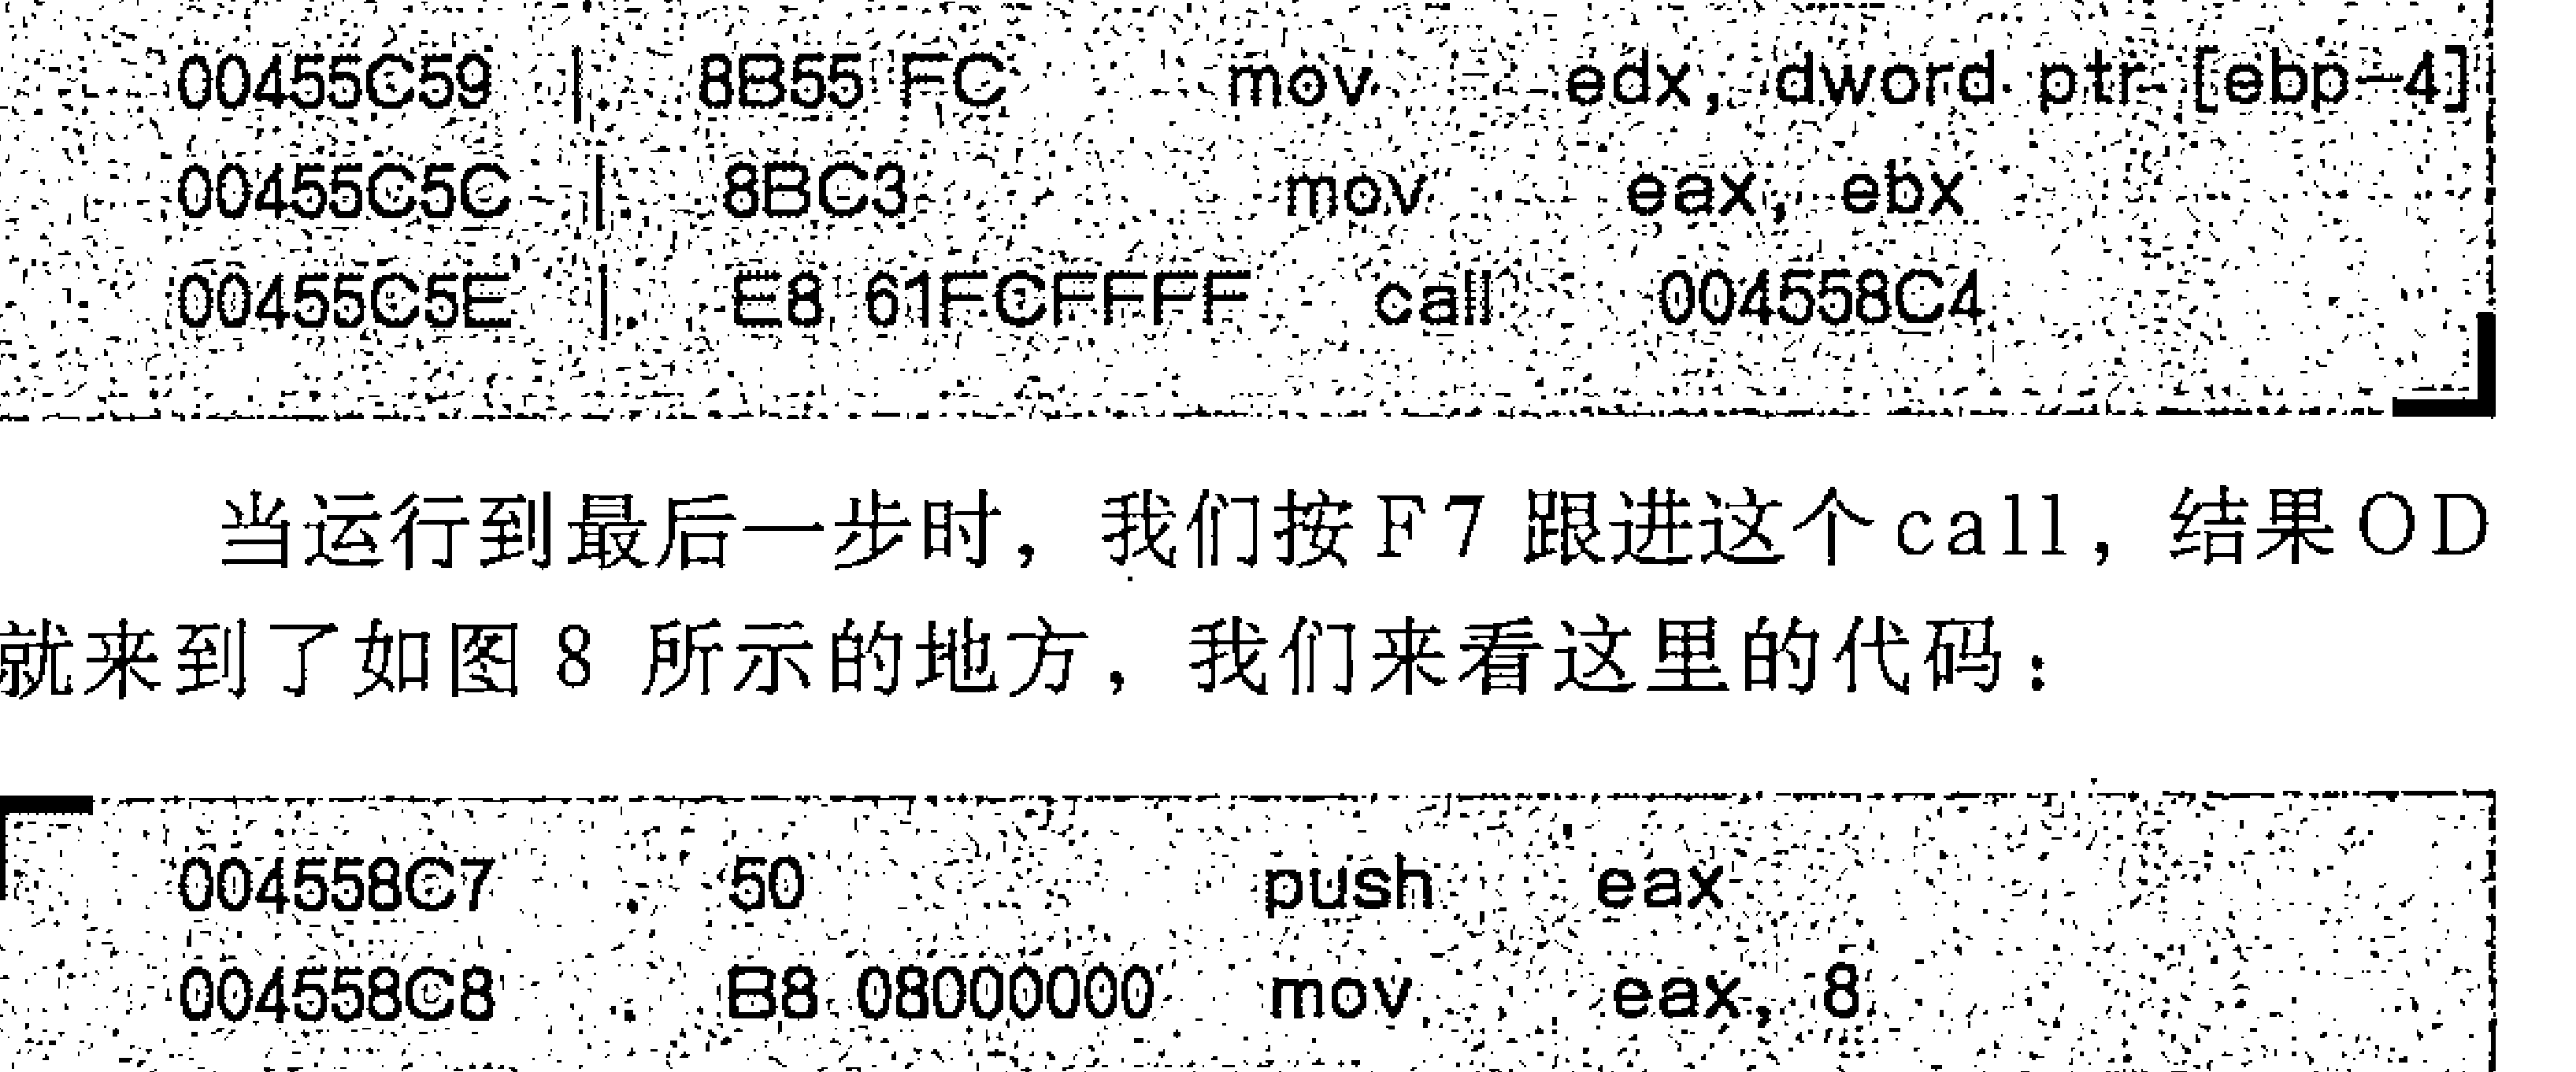 00455C59 |. 8B55 FC mov edx, dword ptr [ebp-4]
00455C5C |. 8BC3 mov eax, ebx
00455C5E |. E8 61FCFFFF call 004558C4
当运行到最后一步时，我们按F7 跟进这个call，结果OD
就来到了如图 8 所示的地方，我们来看这里的代码：
004558C7 . 50 push eax
004558C8 . B8 08000000 mov eax, 8